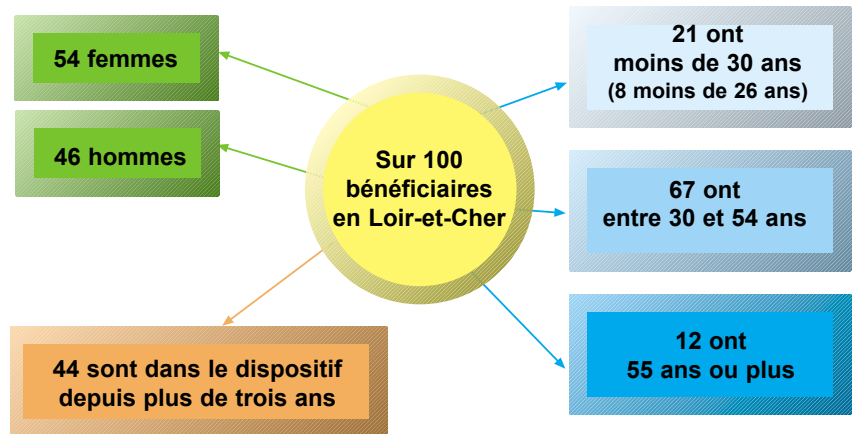 54 femmes
46 hommes
Sur 100
bénéficiaires
en Loir-et-Cher
21 ont
moins de 30 ans
(8 moins de 26 ans)
67 ont
entre 30 et 54 ans
12 ont
55 ans ou plus
44 sont dans le dispositif
depuis plus de trois ans